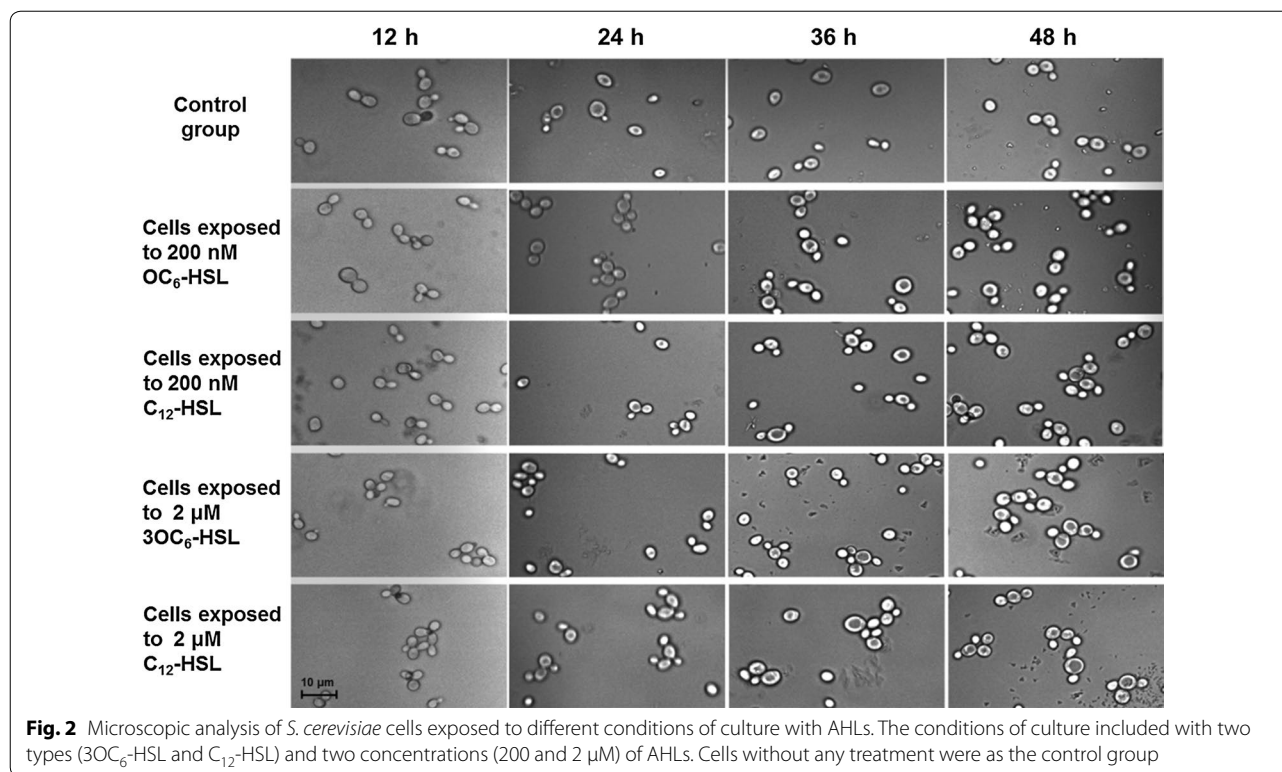 12 h 24 h 36 h 48 h
Control
group
Cells exposed
to 200 nM
OC₆-HSL
Cells exposed
to 200 nM
C₁₂-HSL
Cells exposed
to 2 µM
3OC₆-HSL
Cells exposed
to 2 µM
C₁₂-HSL
10 µm
Fig. 2 Microscopic analysis of S. cerevisiae cells exposed to different conditions of culture with AHLs. The conditions of culture included with two
types (3OC₆-HSL and C₁₂-HSL) and two concentrations (200 and 2 µM) of AHLs. Cells without any treatment were as the control group